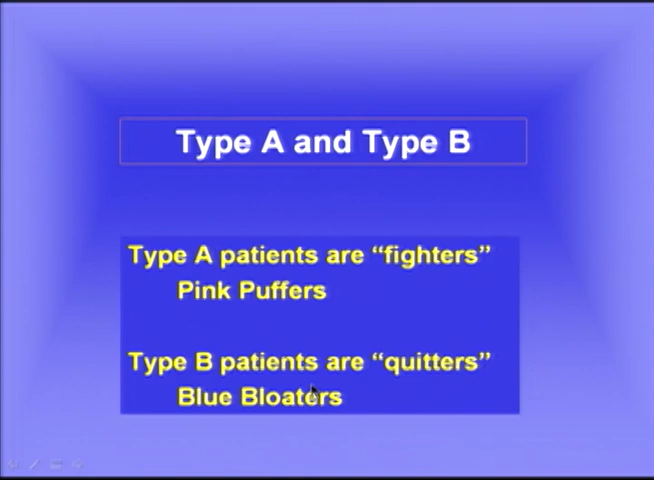 Type A and Type B
Type A patients are “fighters”
Pink Puffers
Type B patients are “quitters”
Blue Bloaters